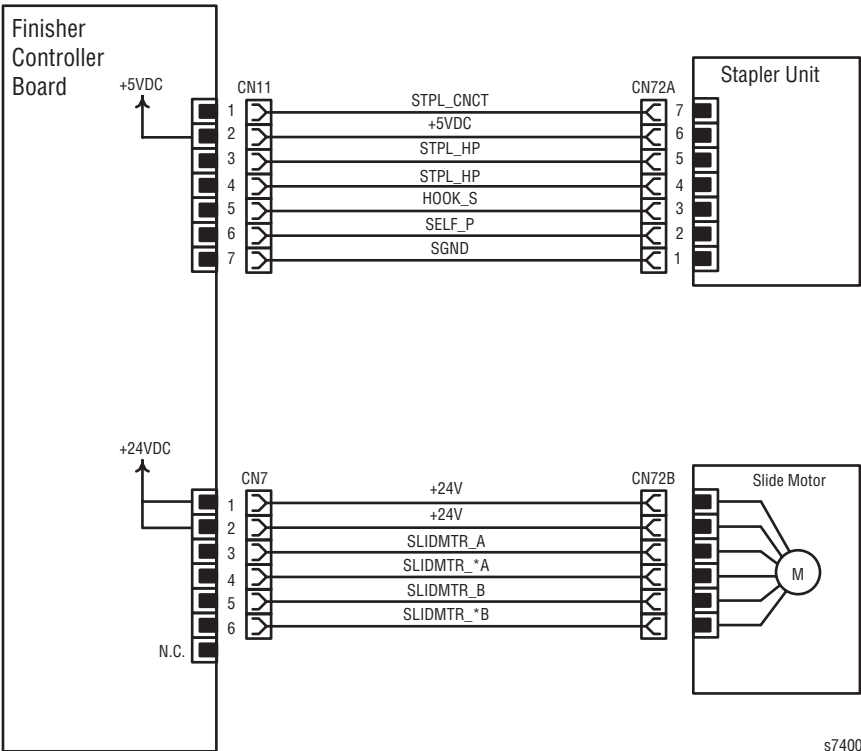 Finisher
Controller
Board
+5VDC
CN11
CN72A
Stapler Unit
1 STPL_CNCT 7
2 +5VDC 6
3 STPL_HP 5
4 STPL_HP 4
5 HOOK_S 3
6 SELF_P 2
7 SGND 1
+24VDC
CN7
CN72B
Slide Motor
1 +24V
2 +24V
3 SLIDMTR_A
4 SLIDMTR_*A
5 SLIDMTR_B
6 SLIDMTR_*B
M
N.C.
s7400